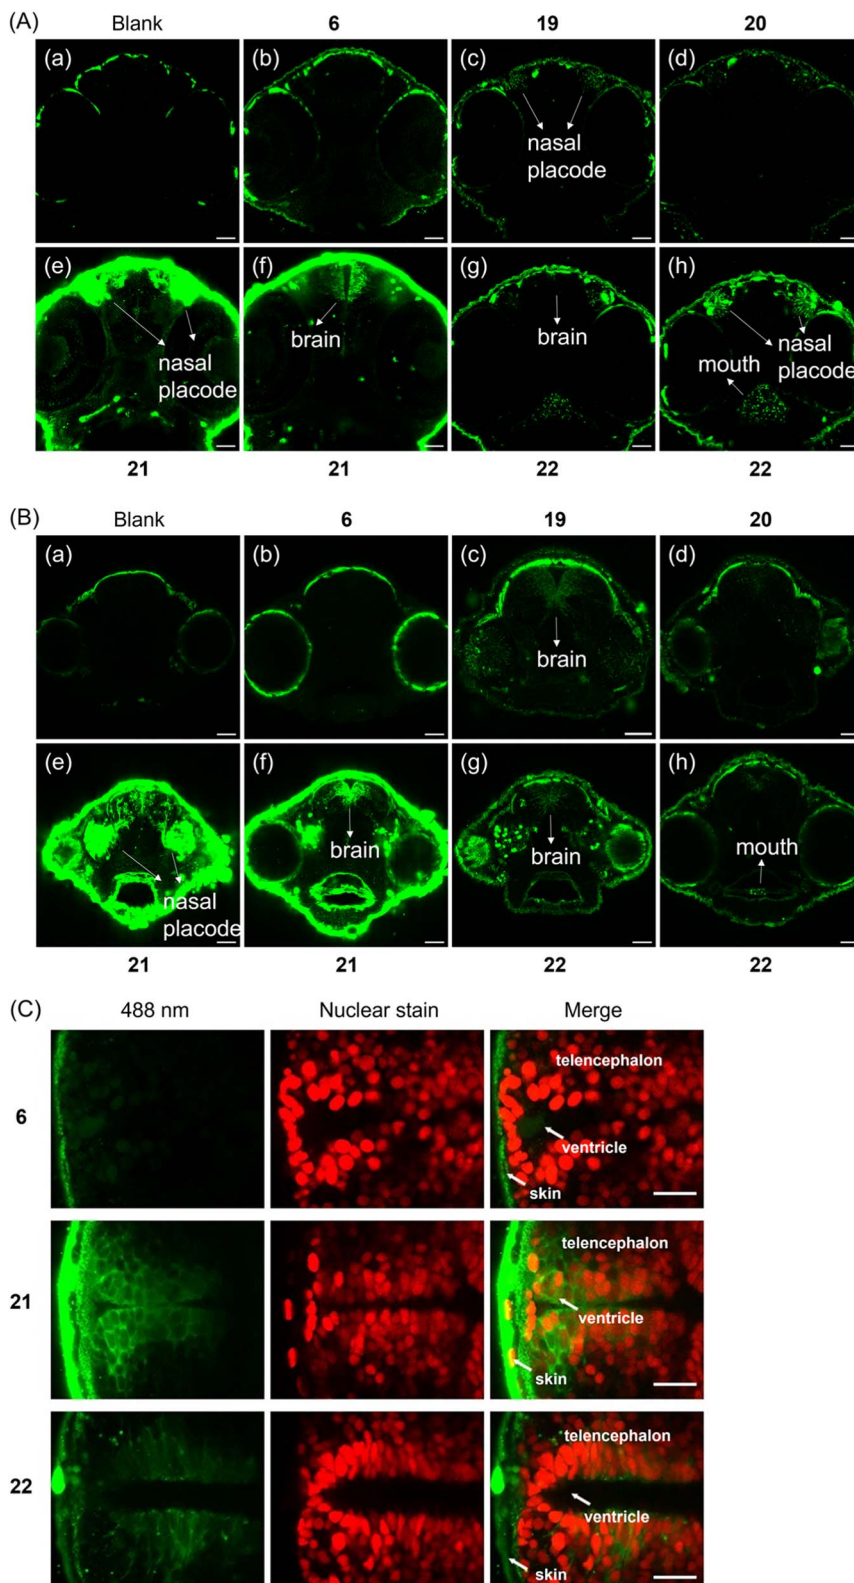 (A)
Blank 6 19 20
(a) (b) (c) (d)
nasal
placode
(e) (f) (g) (h)
nasal
placode
brain
brain
mouth
nasal
placode
21 21 22 22
(B)
Blank 6 19 20
(a) (b) (c) (d)
brain
(e) (f) (g) (h)
nasal
placode
brain
brain
mouth
21 21 22 22
(C) 488 nm Nuclear stain Merge
6
telencephalon
ventricle
skin
21
telencephalon
ventricle
skin
22
telencephalon
ventricle
skin